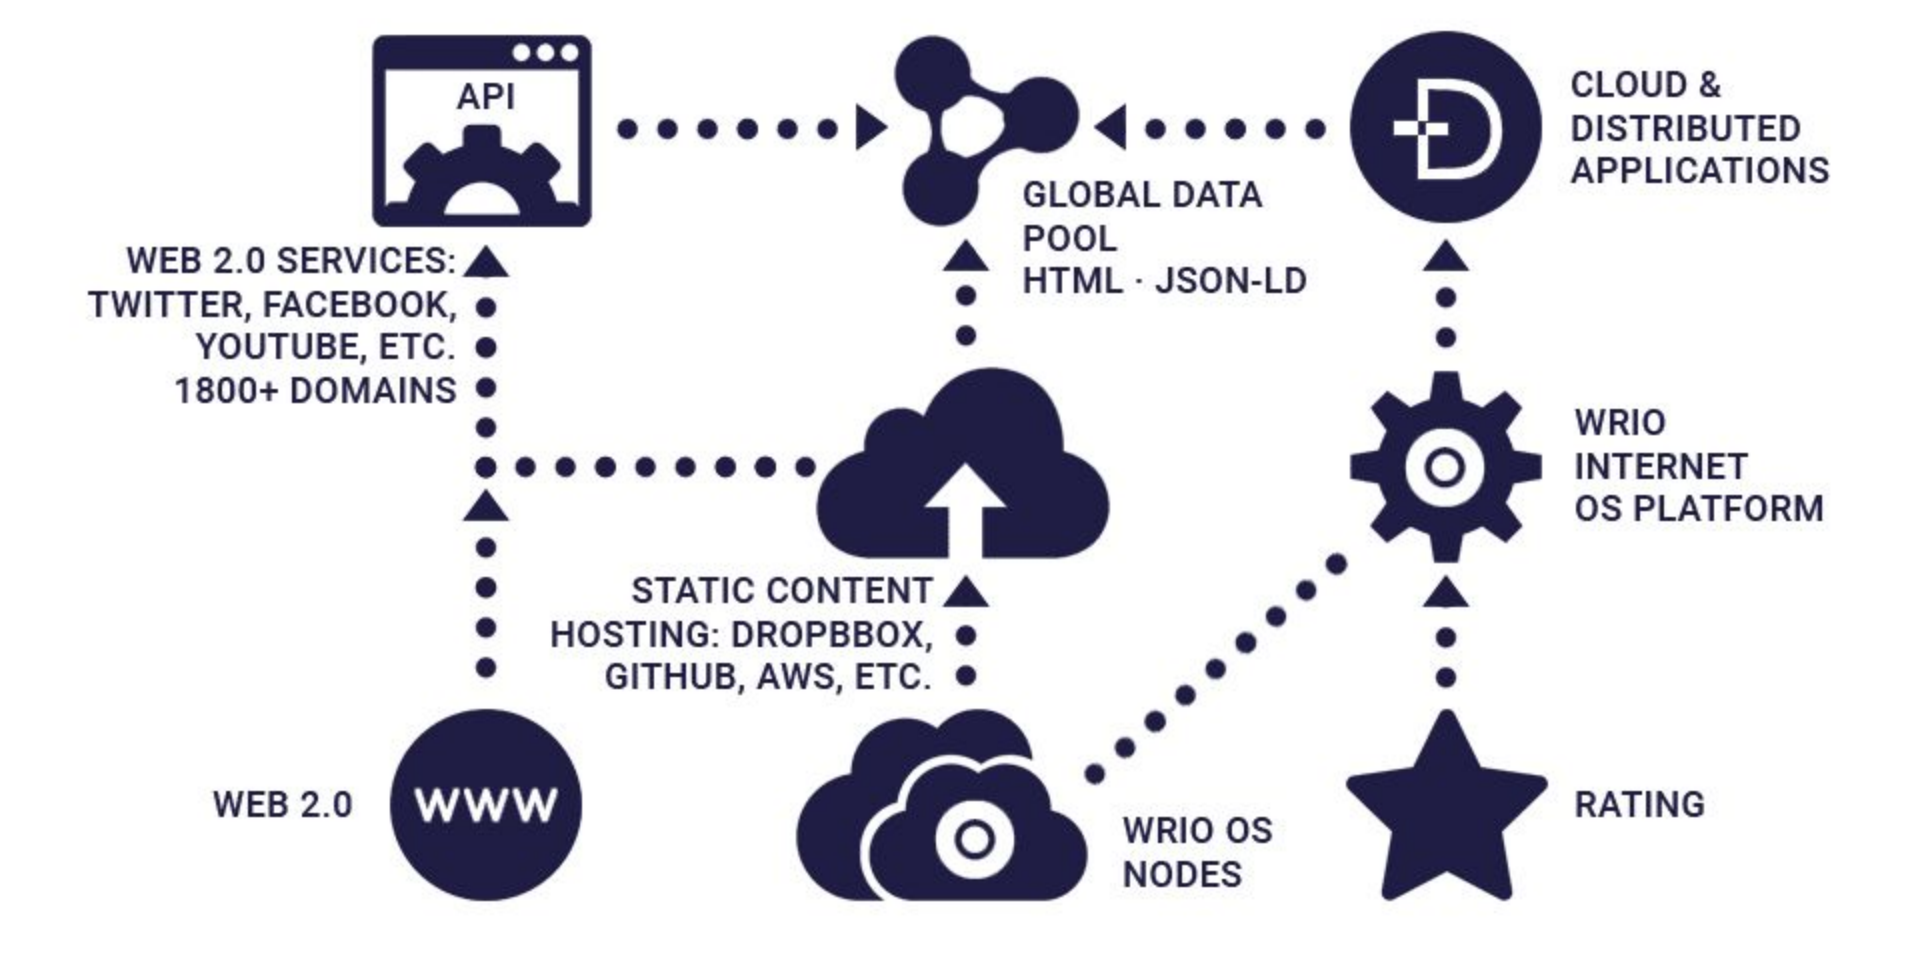 API
CLOUD &
DISTRIBUTED
APPLICATIONS
GLOBAL DATA
POOL
HTML · JSON-LD
WEB 2.0 SERVICES:
TWITTER, FACEBOOK,
YOUTUBE, ETC.
1800+ DOMAINS
WRIO
INTERNET
OS PLATFORM
STATIC CONTENT
HOSTING: DROPBBOX,
GITHUB, AWS, ETC.
WEB 2.0
WWW
WRIO OS
NODES
RATING